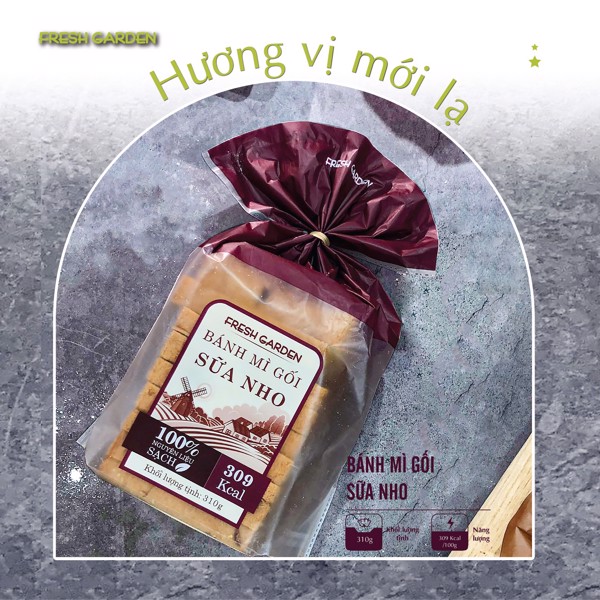 FRESH GARDEN
Hương vị mới lạ
FRESH GARDEN
FRESH GARDEN
BÁNH MÌ GỐI
SỮA NHO
100%
NGUYÊN LIỆU
SẠCH
309
Kcal
Khối lượng tịnh: 310g
BÁNH MÌ GỐI
SỮA NHO
310g
Khối lượng
tịnh
309 Kcal
/100g
Năng
lượng